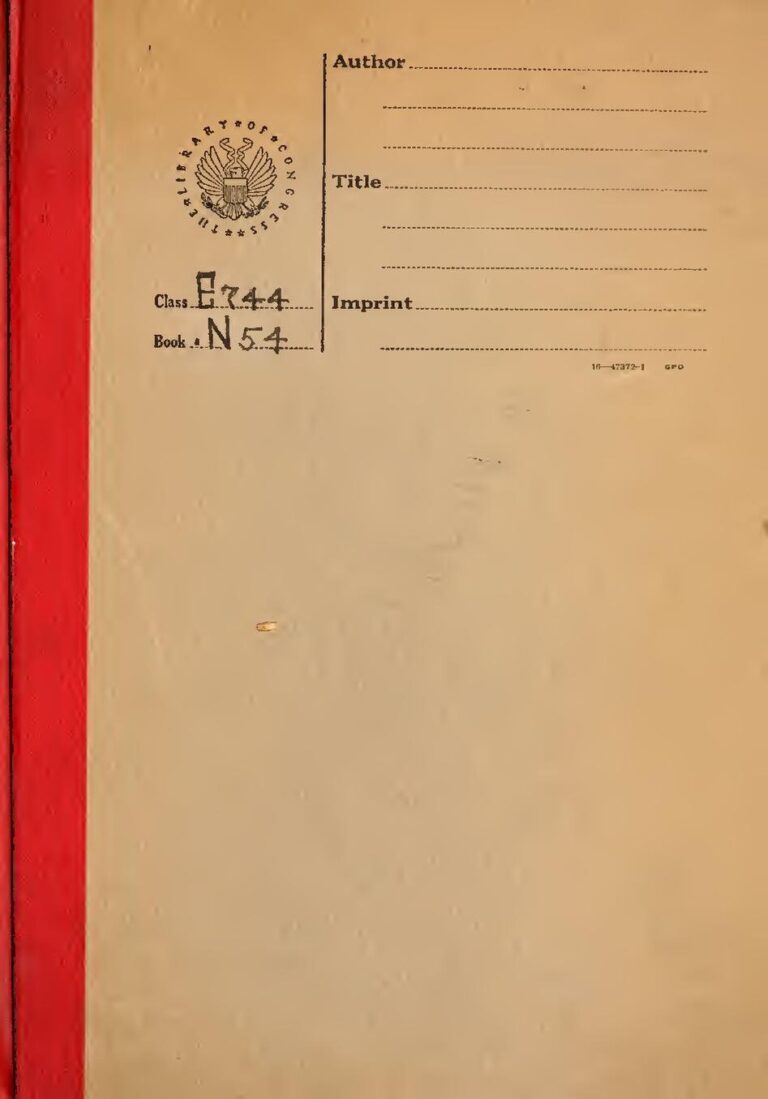 THE LIBRARY OF CONGRESS
Class E744
Book . N54
Author
Title
Imprint
16—47372-1 GPO